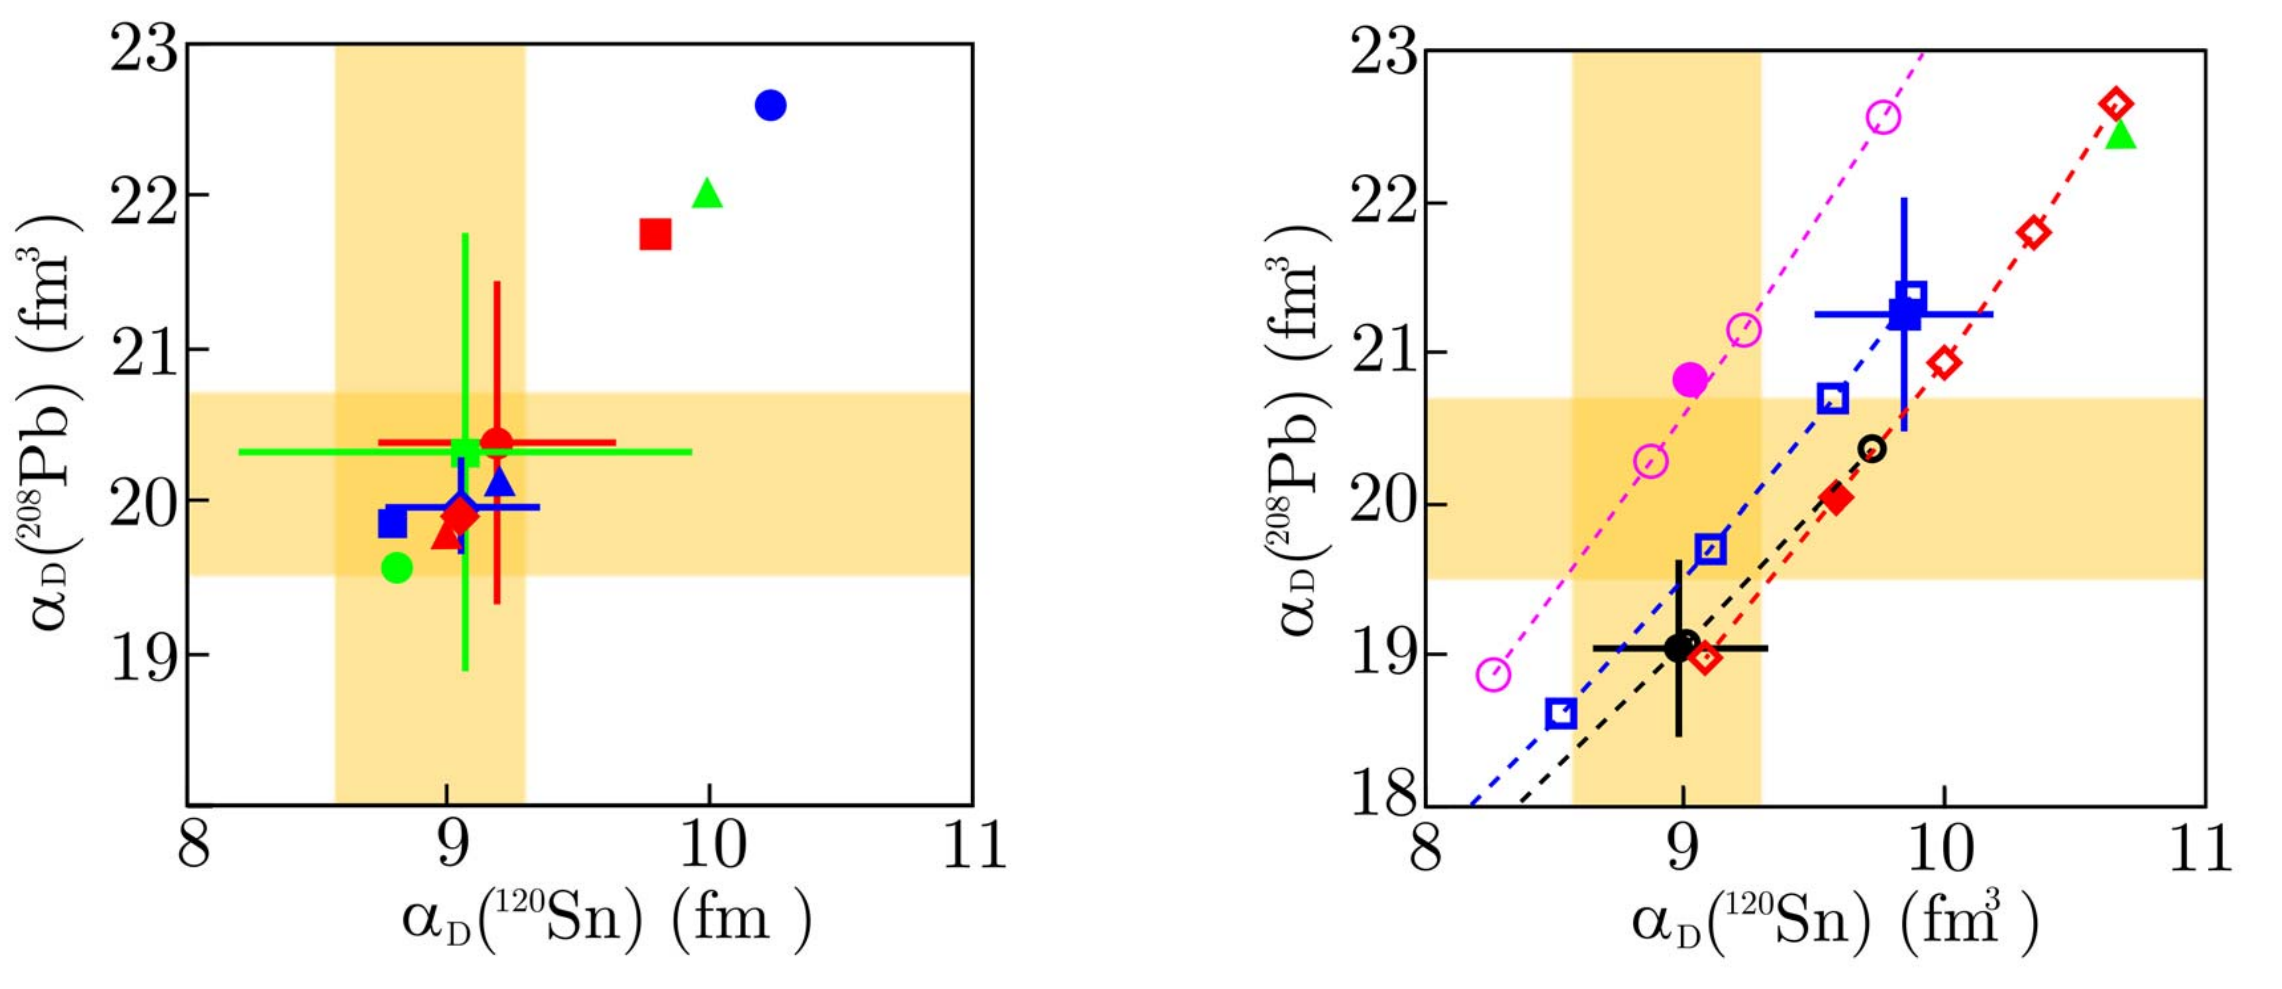 23
22
21
20
19
8 9 10 11
αD(208Pb) (fm3)
αD(120Sn) (fm )
23
22
21
20
19
18
8 9 10 11
αD(208Pb) (fm3)
αD(120Sn) (fm3)